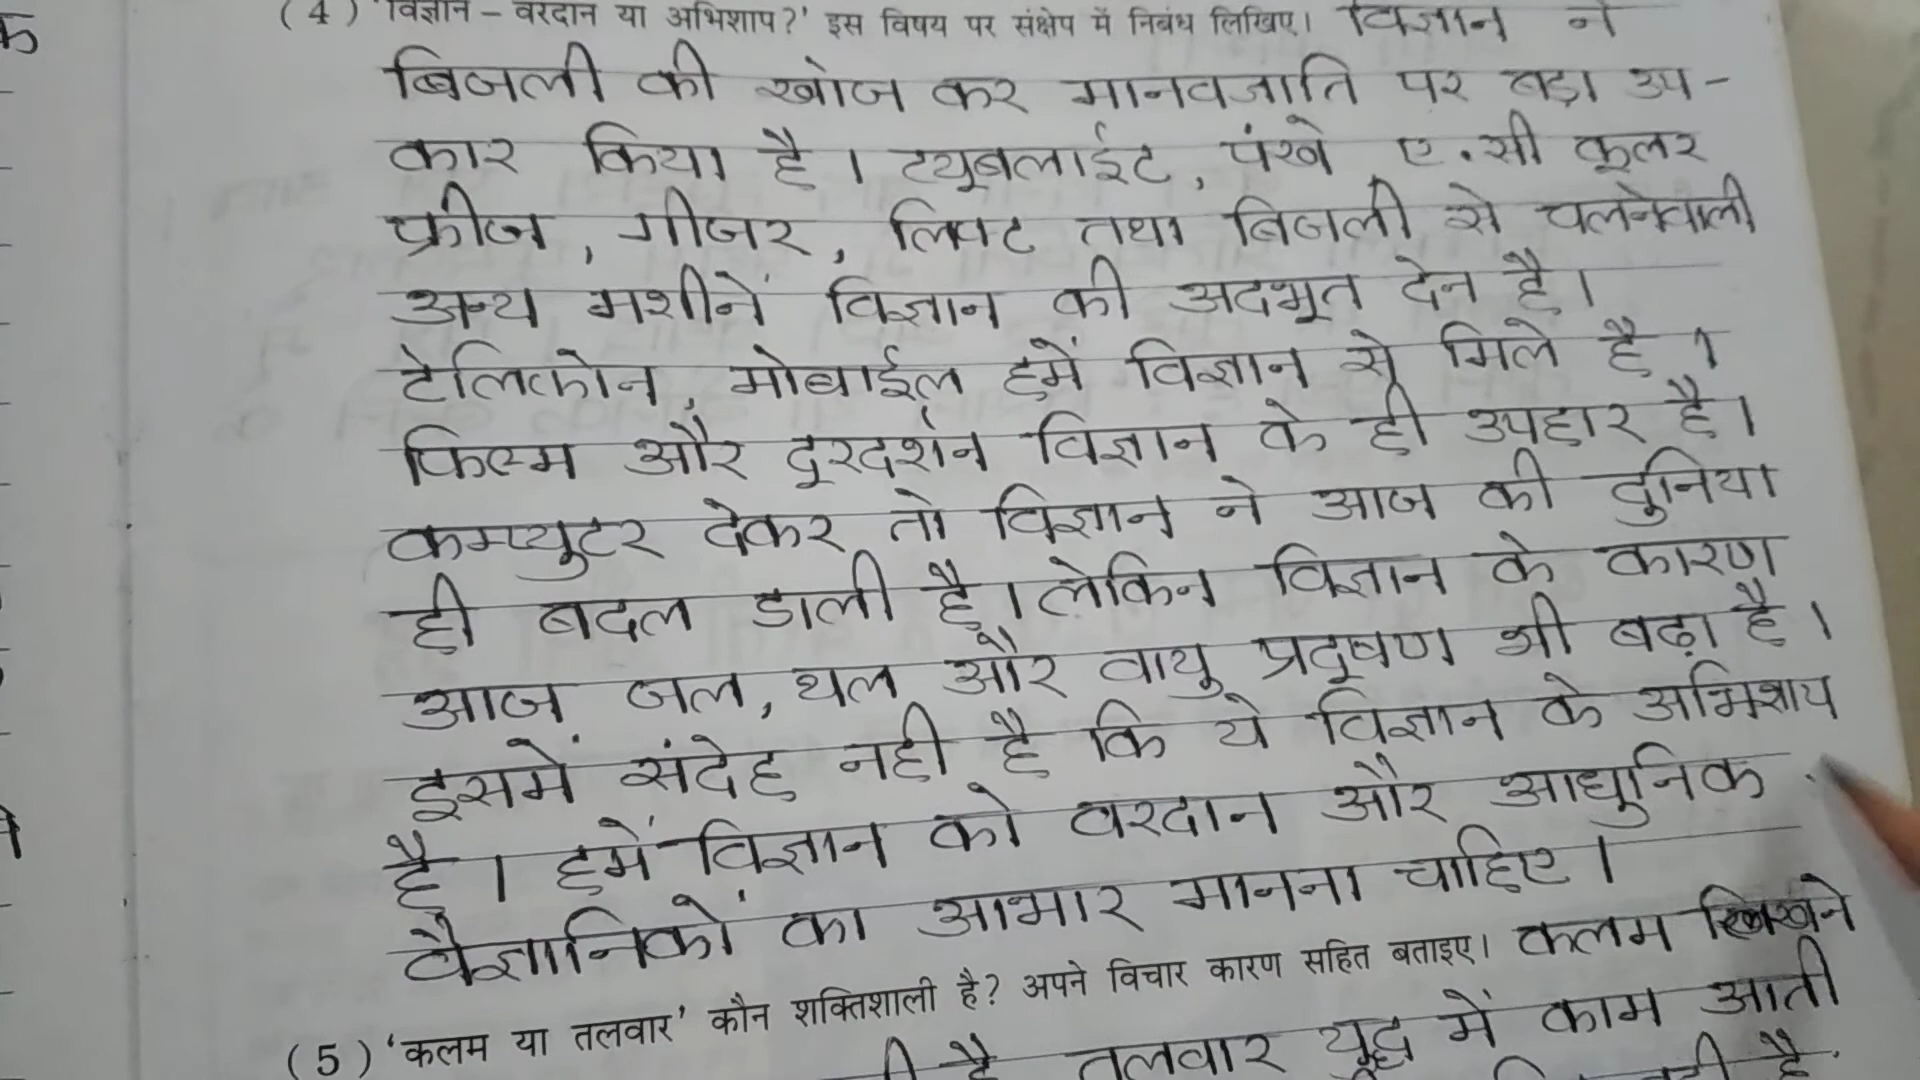 क
(4) 'विज्ञान – वरदान या अभिशाप?' इस विषय पर संक्षेप में निबंध लिखिए। विज्ञान ने
बिजली की खोज कर मानवजाति पर बड़ा उप-
कार किया है। ट्युबलाईट, पंखे ए.सी कूलर
फ्रीज, गीजर, लिफ्ट तथा बिजली से चलनेवाली
अन्य मशीनें विज्ञान की अदभूत देन है।
टेलिफोन, मोबाईल हमें विज्ञान से मिले है।
फिल्म और दूरदर्शन विज्ञान के ही उपहार है।
कम्प्युटर देकर तो विज्ञान ने आज की दुनिया
ही बदल डाली है। लेकिन विज्ञान के कारण
आज जल, थल और वायु प्रदूषण भी बढ़ा है।
इसमें संदेह नही है कि ये विज्ञान के अभिशाप
है। हमें विज्ञान को वरदान और आधुनिक
वैज्ञानिकों का आभार मानना चाहिए।
(5) 'कलम या तलवार' कौन शक्तिशाली है? अपने विचार कारण सहित बताइए। कलम लिखने
है तलवार युद्ध में काम आती
है.